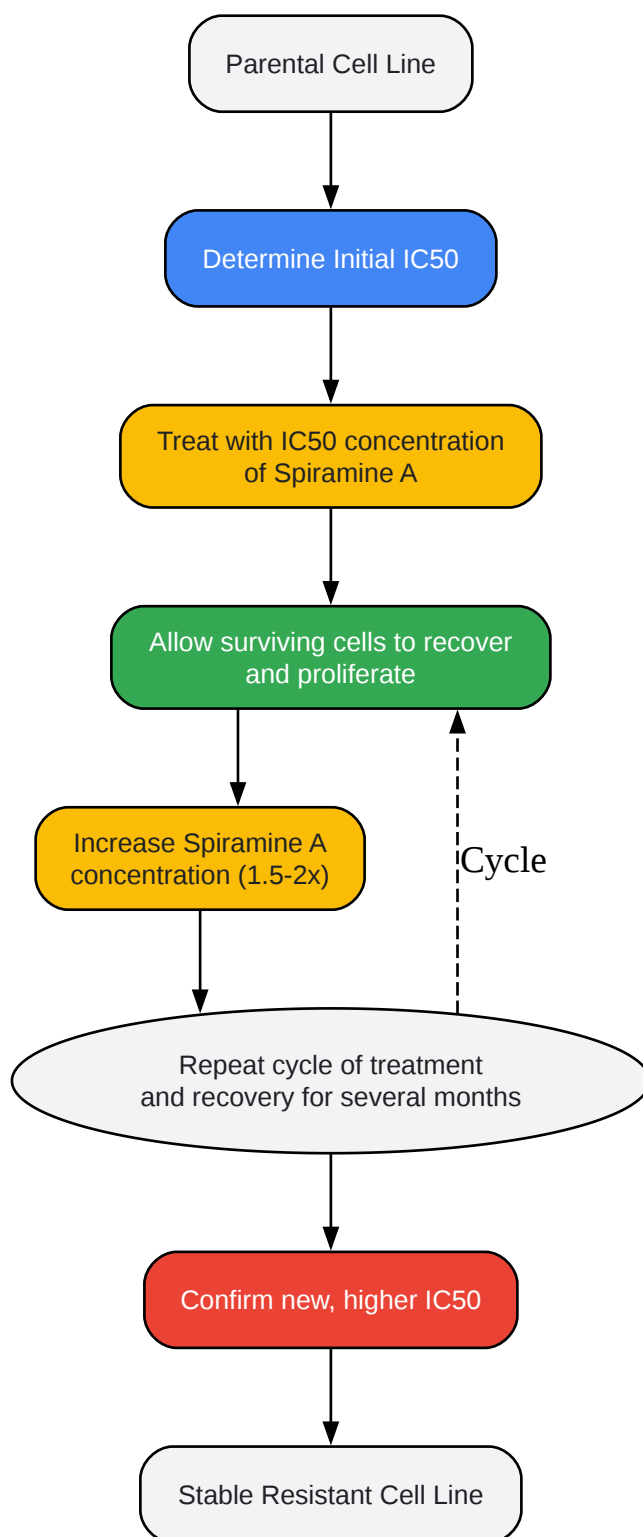 Parental Cell Line
Determine Initial IC50
Treat with IC50 concentration
of Spiramine A
Allow surviving cells to recover
and proliferate
Increase Spiramine A
concentration (1.5-2x)
Cycle
Repeat cycle of treatment
and recovery for several months
Confirm new, higher IC50
Stable Resistant Cell Line